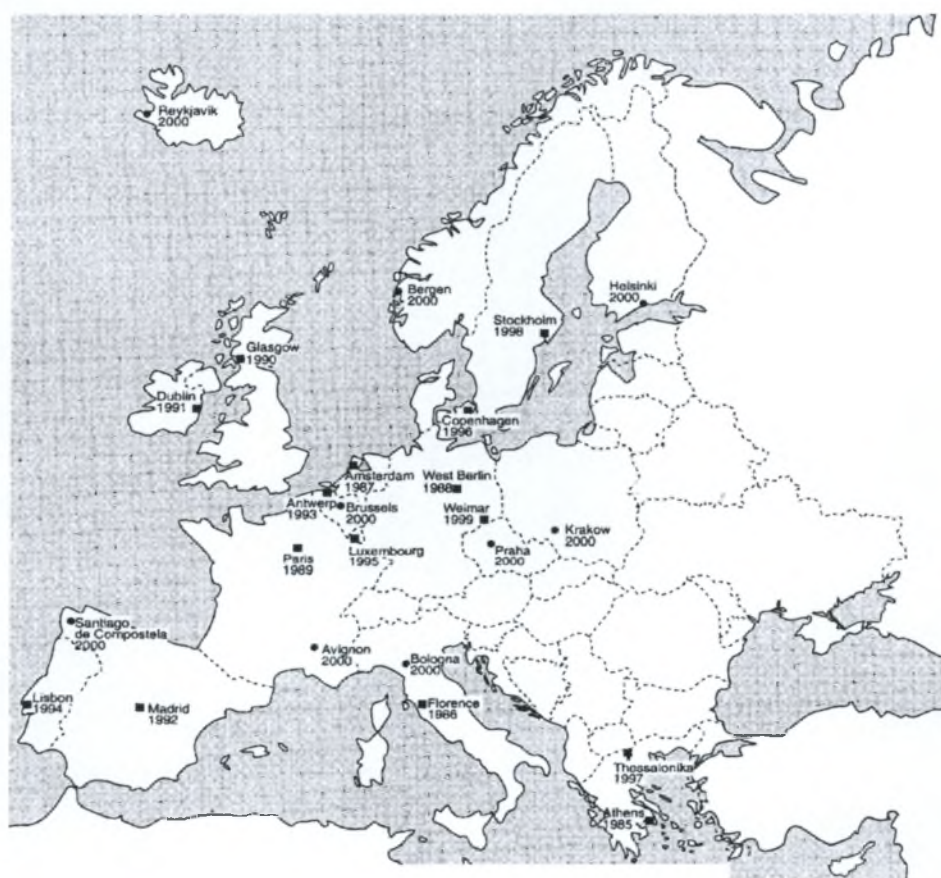 Reykjavik
2000
Bergen
2000
Helsinki
2000
Stockholm
1998
Glasgow
1990
Dublin
1991
Copenhagen
1996
Amsterdam
1987
West Berlin
1988
Antwerp
1993
Brussels
2000
Weimar
1999
Krakow
2000
Paris
1989
Luxembourg
1995
Praha
2000
Santiago
de Compostela
2000
Avignon
2000
Bologna
2000
Lisbon
1994
Madrid
1992
Florence
1986
Thessalonika
1997
Athens
1985